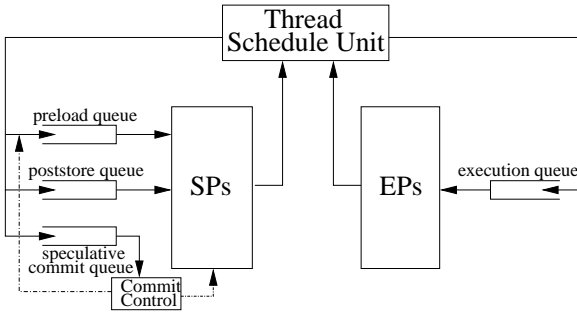 Thread
Schedule Unit
preload queue
poststore queue
SPs
EPs
execution queue
speculative
commit queue
Commit
Control